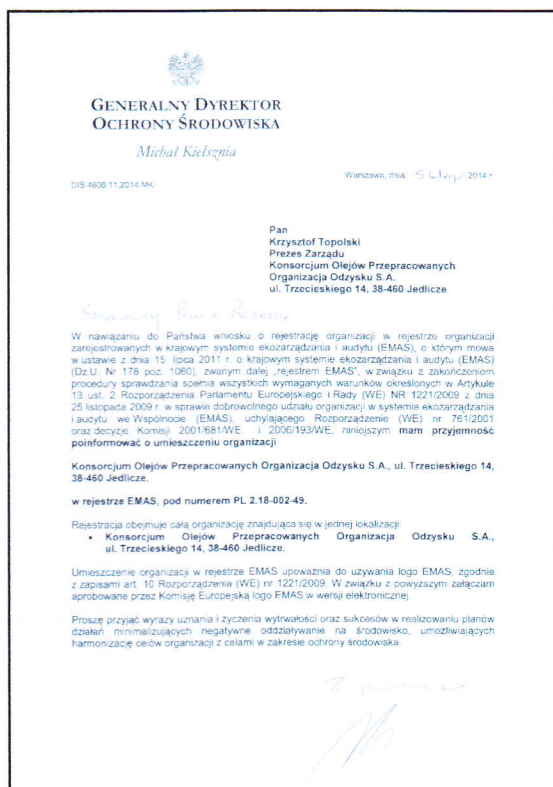 GENERALNY DYREKTOR
OCHRONY ŚRODOWISKA
Michał Kiełsznia
DIS.4600.11.2014.MK
Warszawa, dnia 5 lutego 2014 r.
Pan
Krzysztof Topolski
Prezes Zarządu
Konsorcjum Olejów Przepracowanych
Organizacja Odzysku S.A.
ul. Trzecieskiego 14, 38-460 Jedlicze
Szanowny Panie Prezesie
W nawiązaniu do Państwa wniosku o rejestrację organizacji w rejestrze organizacji
zarejestrowanych w krajowym systemie ekozarządzania i audytu (EMAS), o którym mowa
w ustawie z dnia 15 lipca 2011 r. o krajowym systemie ekozarządzania i audytu (EMAS)
(Dz.U. Nr 178 poz. 1060), zwanym dalej „rejestrem EMAS", w związku z zakończeniem
procedury sprawdzania spełnia wszystkich wymaganych warunków określonych w Artykule
13 ust. 2 Rozporządzenia Parlamentu Europejskiego i Rady (WE) NR 1221/2009 z dnia
25 listopada 2009 r. w sprawie dobrowolnego udziału organizacji w systemie ekozarządzania
i audytu we Wspólnocie (EMAS), uchylającego Rozporządzenie (WE) nr 761/2001
oraz decyzje Komisji 2001/681/WE i 2006/193/WE, niniejszym mam przyjemność
poinformować o umieszczeniu organizacji
Konsorcjum Olejów Przepracowanych Organizacja Odzysku S.A., ul. Trzecieskiego 14,
38-460 Jedlicze,
w rejestrze EMAS, pod numerem PL 2.18-002-49.
Rejestracja obejmuje całą organizację znajdująca się w jednej lokalizacji:
• Konsorcjum Olejów Przepracowanych Organizacja Odzysku S.A.,
ul. Trzecieskiego 14, 38-460 Jedlicze.
Umieszczenie organizacji w rejestrze EMAS upoważnia do używania logo EMAS, zgodnie
z zapisami art. 10 Rozporządzenia (WE) nr 1221/2009. W związku z powyższym załączam
aprobowane przez Komisję Europejską logo EMAS w wersji elektronicznej.
Proszę przyjąć wyrazy uznania i życzenia wytrwałości oraz sukcesów w realizowaniu planów
działań minimalizujących negatywne oddziaływanie na środowisko, umożliwiających
harmonizację celów organizacji z celami w zakresie ochrony środowiska.